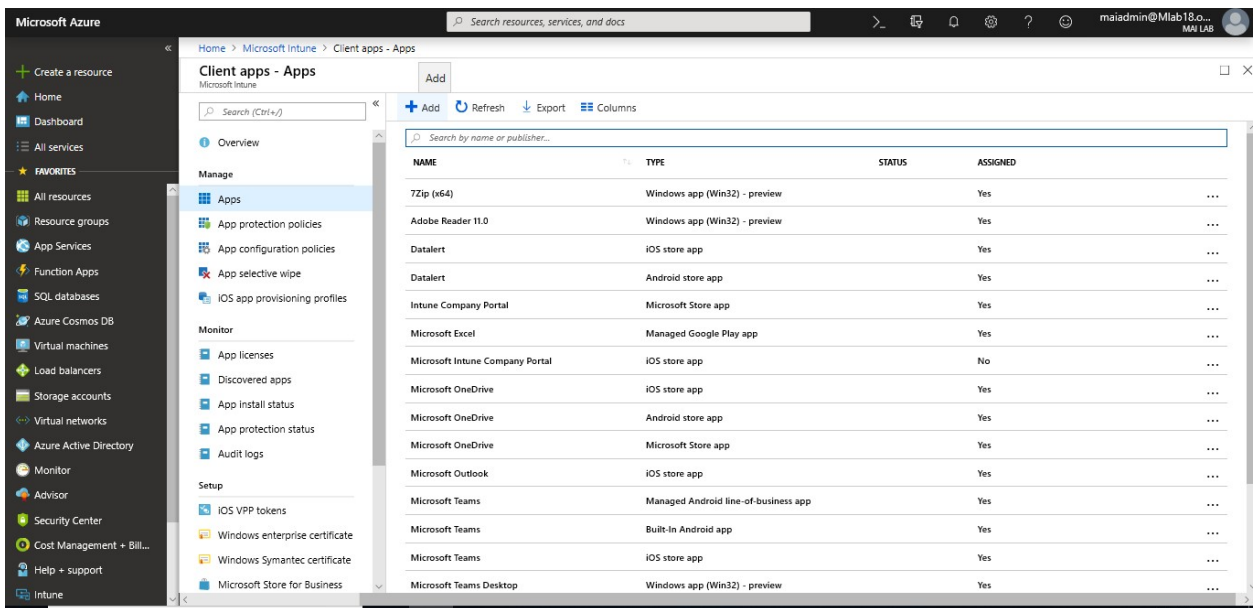 Microsoft Azure
Search resources, services, and docs
maiadmin@Mlab18.o...
MAI LAB
Create a resource
Home
Dashboard
All services
FAVORITES
All resources
Resource groups
App Services
Function Apps
SQL databases
Azure Cosmos DB
Virtual machines
Load balancers
Storage accounts
Virtual networks
Azure Active Directory
Monitor
Advisor
Security Center
Cost Management + Bill...
Help + support
Intune
Home > Microsoft Intune > Client apps - Apps
Client apps - Apps
Microsoft Intune
Search (Ctrl+/)
Overview
Manage
Apps
App protection policies
App configuration policies
App selective wipe
iOS app provisioning profiles
Monitor
App licenses
Discovered apps
App install status
App protection status
Audit logs
Setup
iOS VPP tokens
Windows enterprise certificate
Windows Symantec certificate
Microsoft Store for Business
Add
Add Refresh Export Columns
Search by name or publisher...
NAME TYPE STATUS ASSIGNED
7Zip (x64) Windows app (Win32) - preview Yes ...
Adobe Reader 11.0 Windows app (Win32) - preview Yes ...
Datalert iOS store app Yes ...
Datalert Android store app Yes ...
Intune Company Portal Microsoft Store app Yes ...
Microsoft Excel Managed Google Play app Yes ...
Microsoft Intune Company Portal iOS store app No ...
Microsoft OneDrive iOS store app Yes ...
Microsoft OneDrive Android store app Yes ...
Microsoft OneDrive Microsoft Store app Yes ...
Microsoft Outlook iOS store app Yes ...
Microsoft Teams Managed Android line-of-business app Yes ...
Microsoft Teams Built-In Android app Yes ...
Microsoft Teams iOS store app Yes ...
Microsoft Teams Desktop Windows app (Win32) - preview Yes ...